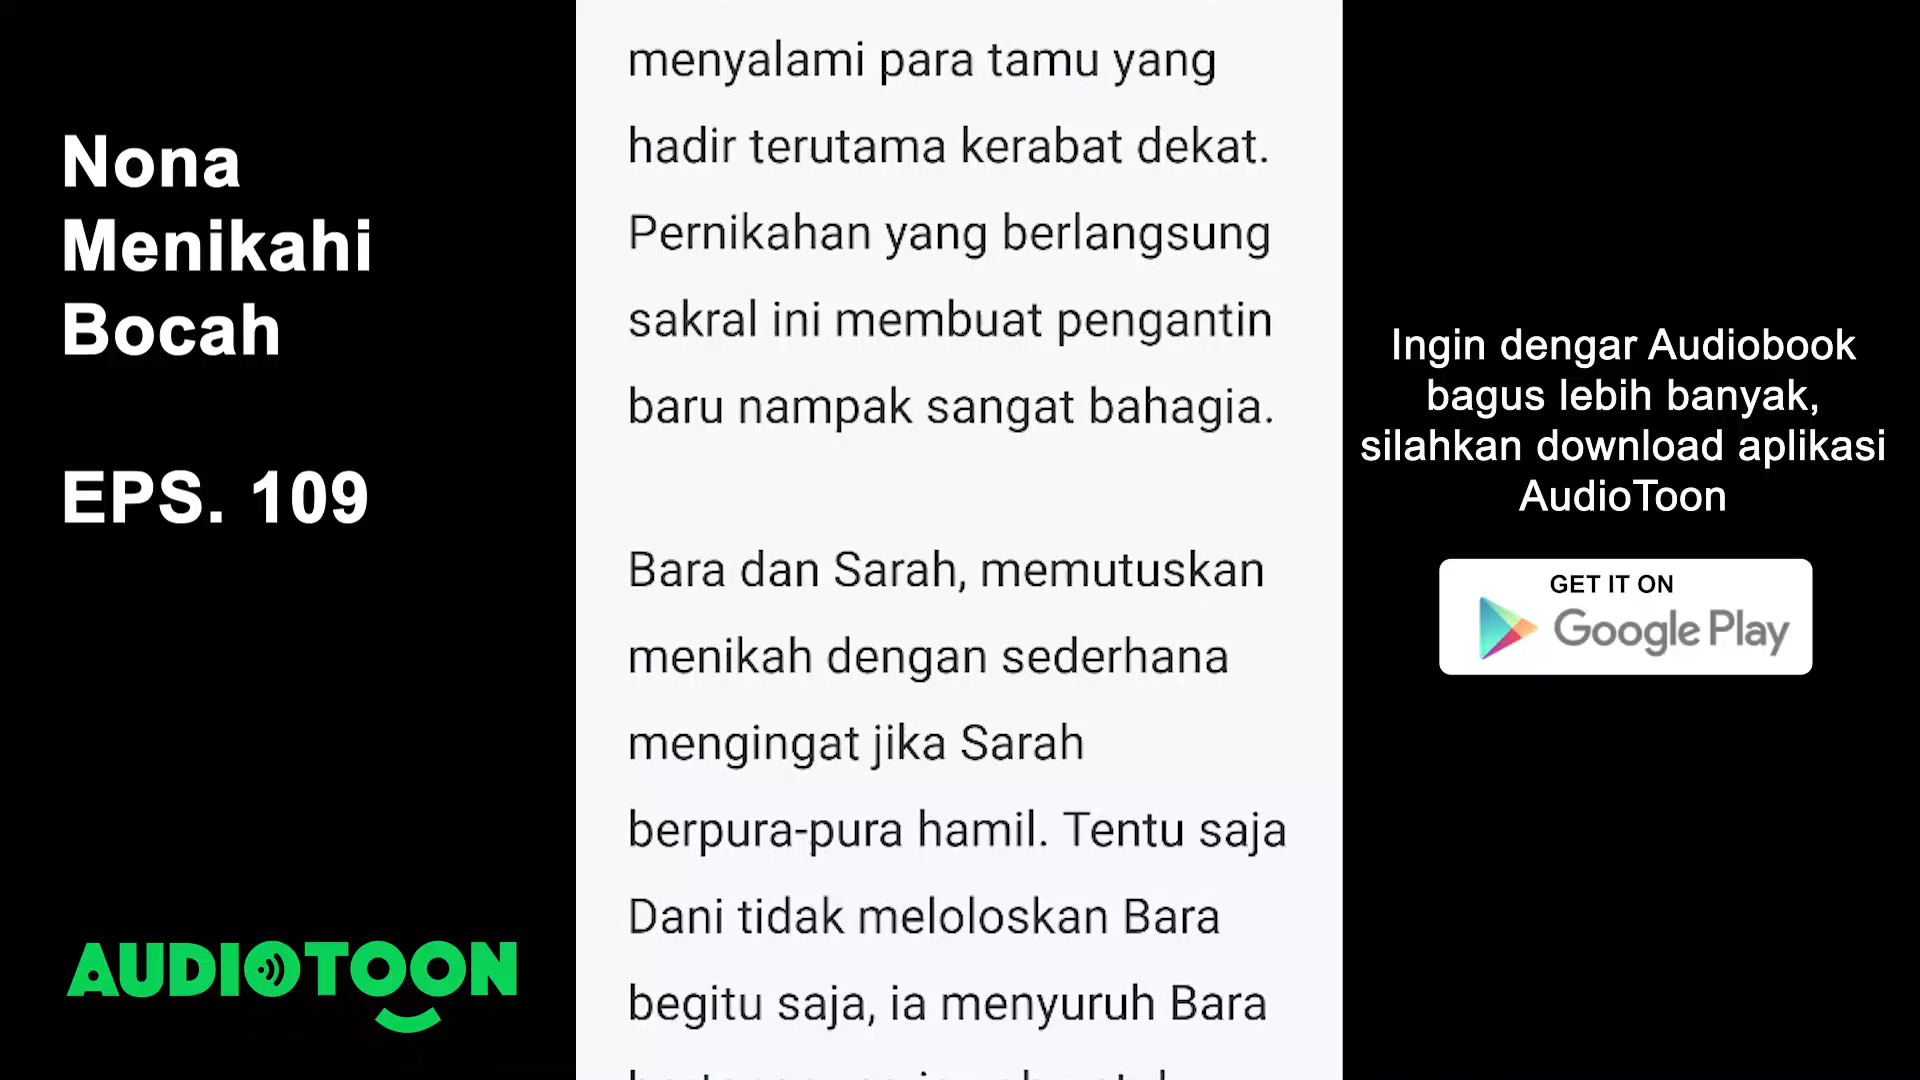 Nona
Menikahi
Bocah
EPS. 109
AUDIOTOON
menyalami para tamu yang
hadir terutama kerabat dekat.
Pernikahan yang berlangsung
sakral ini membuat pengantin
baru nampak sangat bahagia.
Bara dan Sarah, memutuskan
menikah dengan sederhana
mengingat jika Sarah
berpura-pura hamil. Tentu saja
Dani tidak meloloskan Bara
begitu saja, ia menyuruh Bara
Ingin dengar Audiobook
bagus lebih banyak,
silahkan download aplikasi
AudioToon
GET IT ON
Google Play